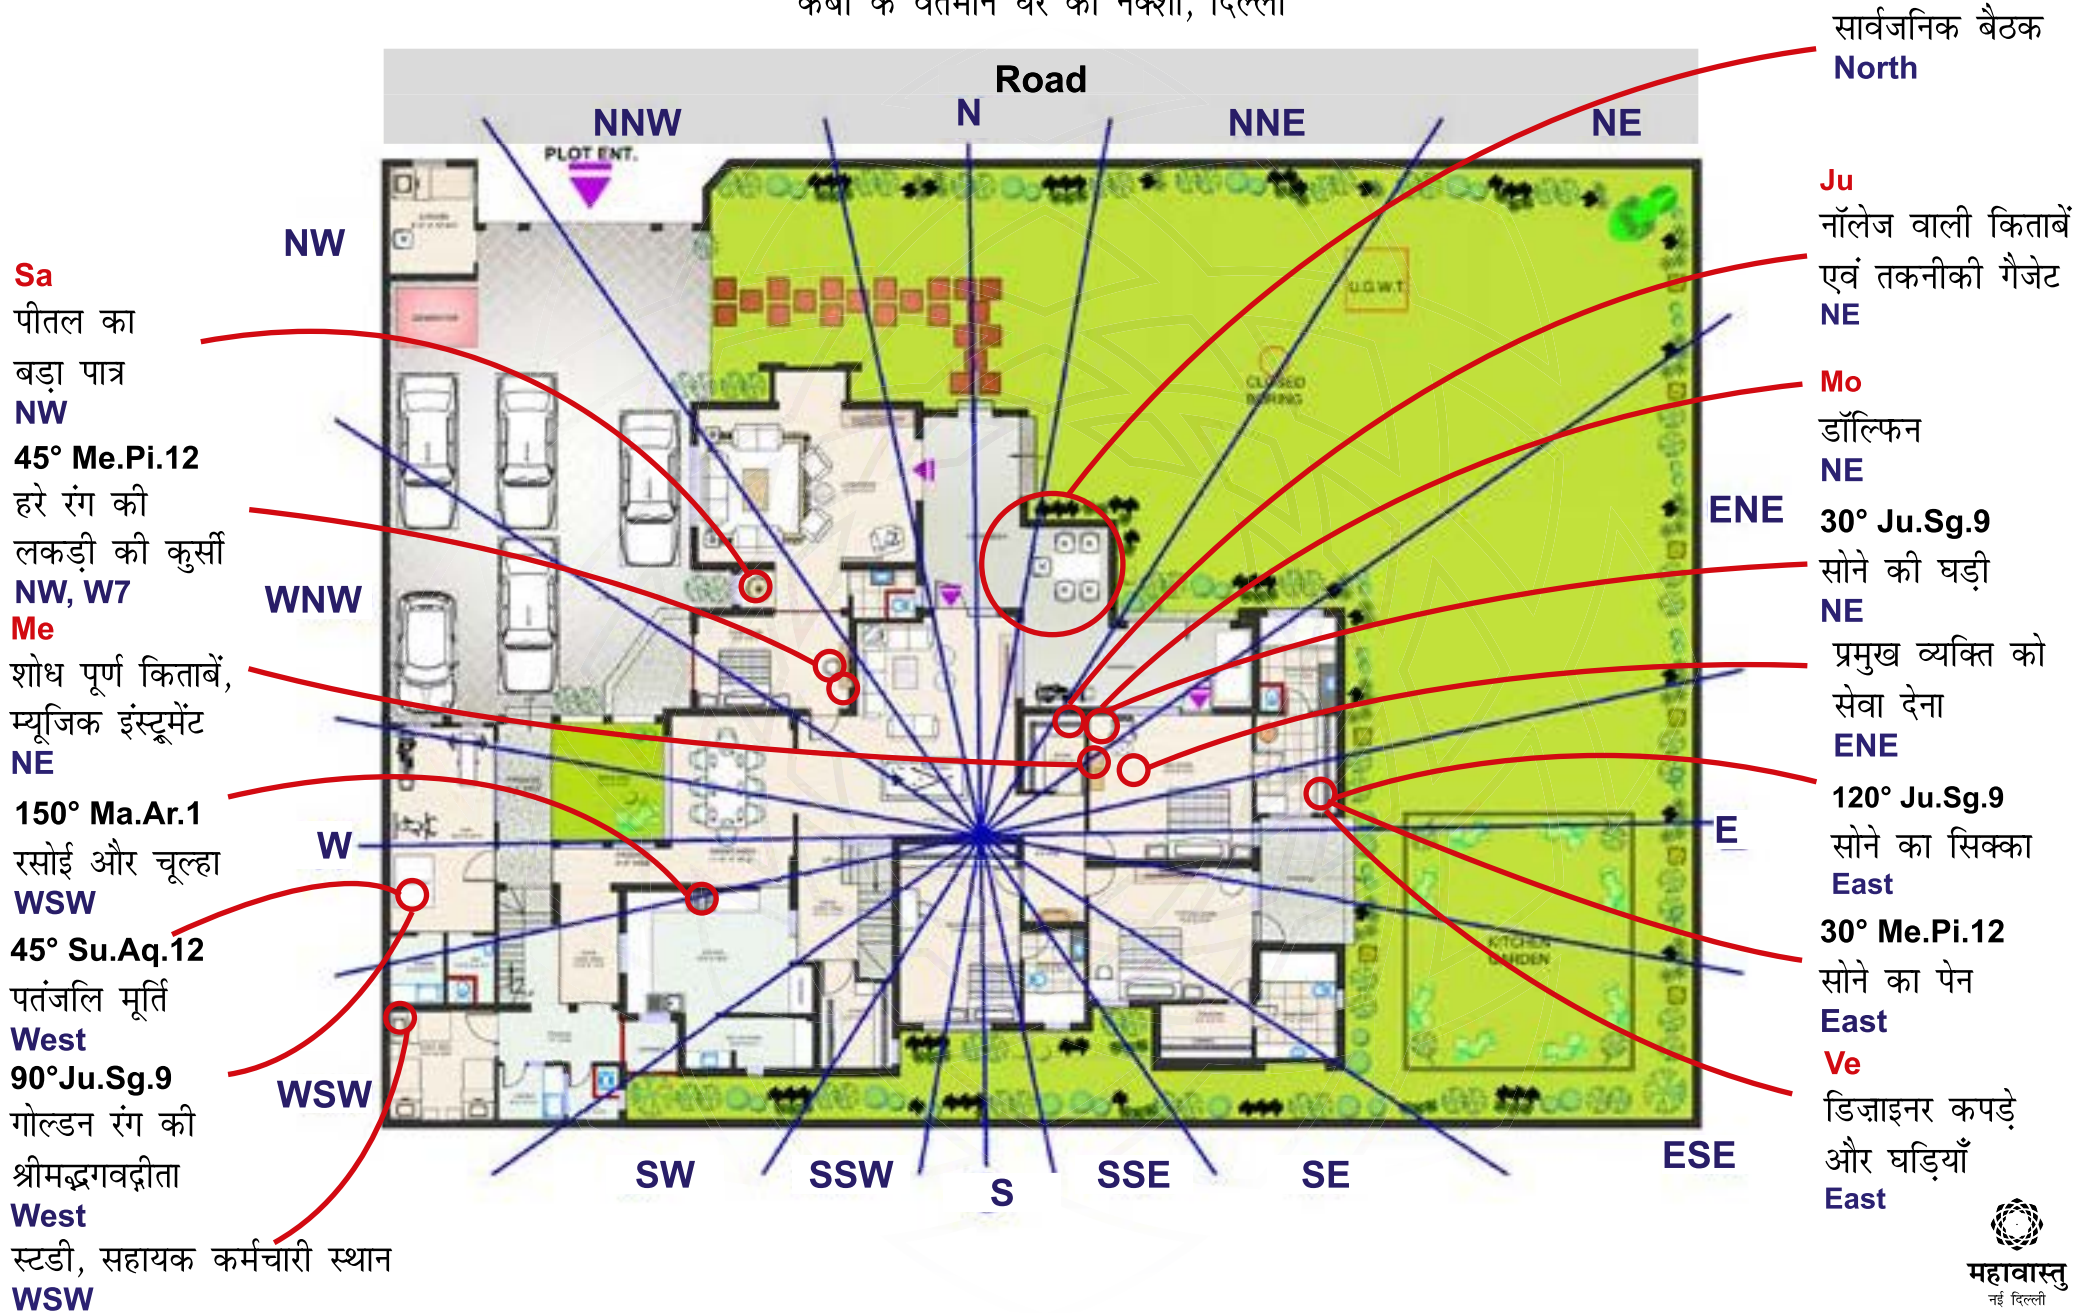 Road
NNW
N
NNE
NE
PLOT ENT.
NW
WNW
W
WSW
SW
SSW
S
SSE
SE
ESE
E
ENE
U.G.W.T.
CLOSED
BORING
KITCHEN
GARDEN
Sa
पीतल का
बड़ा पात्र
NW
45° Me.Pi.12
हरे रंग की
लकड़ी की कुर्सी
NW, W7
Me
शोध पूर्ण किताबें,
म्यूजिक इंस्ट्रूमेंट
NE
150° Ma.Ar.1
रसोई और चूल्हा
WSW
45° Su.Aq.12
पतंजलि मूर्ति
West
90°Ju.Sg.9
गोल्डन रंग की
श्रीमद्भगवद्गीता
West
स्टडी, सहायक कर्मचारी स्थान
WSW
सार्वजनिक बैठक
North
Ju
नॉलेज वाली किताबें
एवं तकनीकी गैजेट
NE
Mo
डॉल्फिन
NE
30° Ju.Sg.9
सोने की घड़ी
NE
प्रमुख व्यक्ति को
सेवा देना
ENE
120° Ju.Sg.9
सोने का सिक्का
East
30° Me.Pi.12
सोने का पेन
East
Ve
डिज़ाइनर कपड़े
और घड़ियाँ
East
महावास्तु
नई दिल्ली